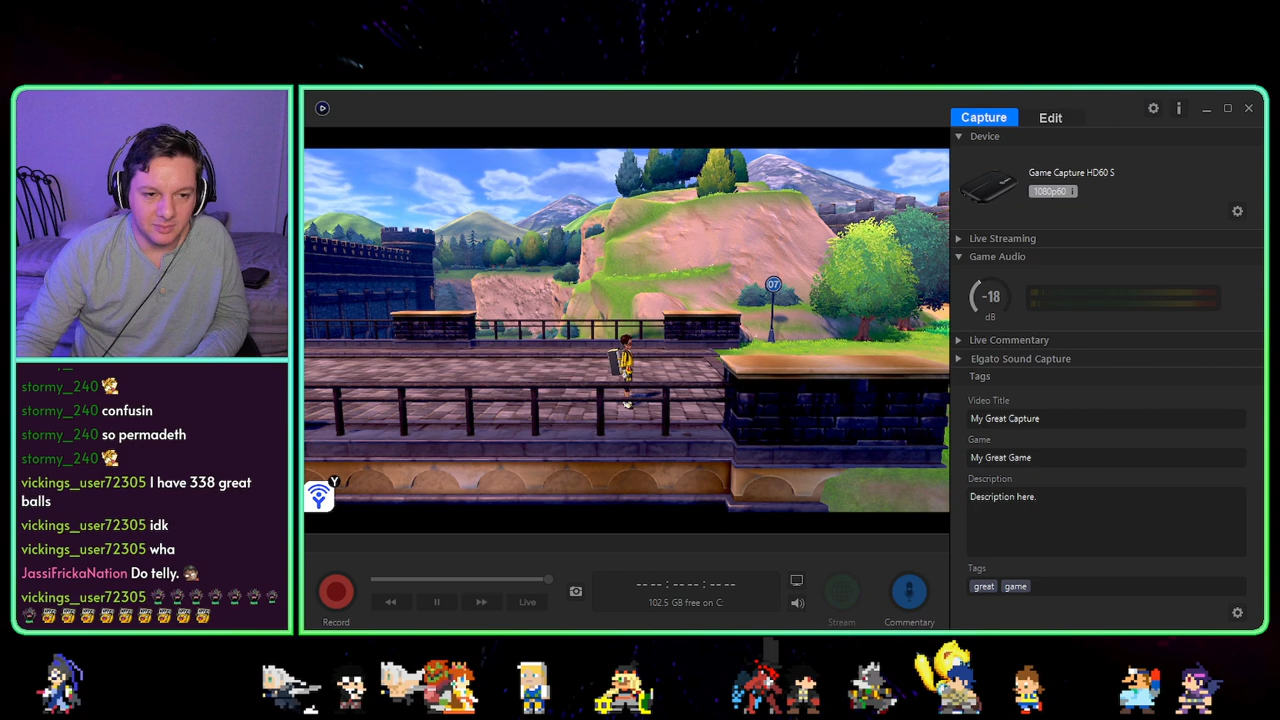 Capture
Edit
Device
Game Capture HD60 S
1080p60
Live Streaming
Game Audio
-18
dB
Live Commentary
Elgato Sound Capture
Tags
Video Title
My Great Capture
Game
My Great Game
Description
Description here.
Tags
great game
07
Y
Live
-- -- : -- -- : -- --
102.5 GB free on C:
Record
Stream
Commentary
stormy_240
stormy_240 confusin
stormy_240 so permadeth
stormy_240
vickings_user72305 I have 338 great
balls
vickings_user72305 idk
vickings_user72305 wha
JassiFrickaNation Do telly.
vickings_user72305